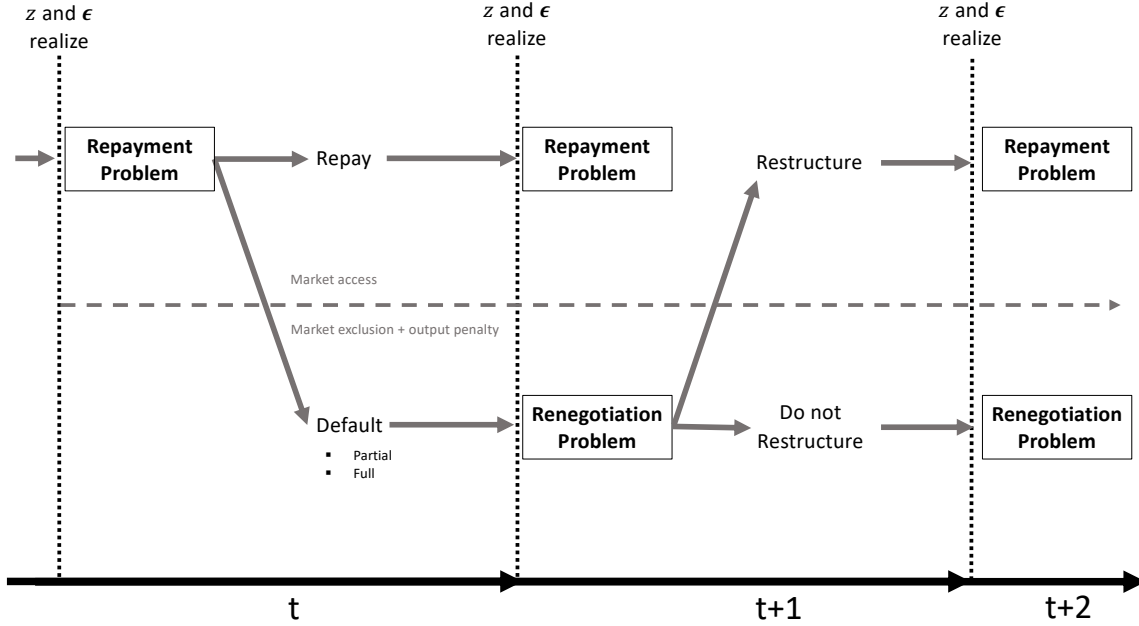 z and ϵ
realize
z and ϵ
realize
z and ϵ
realize
Repayment
Problem
Repay
Repayment
Problem
Restructure
Repayment
Problem
Market access
Market exclusion + output penalty
Default
▪ Partial
▪ Full
Renegotiation
Problem
Do not
Restructure
Renegotiation
Problem
t
t+1
t+2